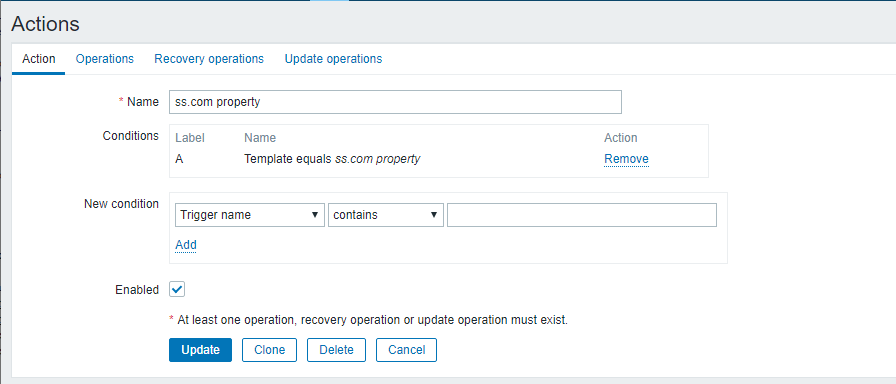 Actions
Action Operations Recovery operations Update operations
* Name ss.com property
Conditions Label Name Action
A Template equals ss.com property Remove
New condition Trigger name contains
Add
Enabled
* At least one operation, recovery operation or update operation must exist.
Update Clone Delete Cancel